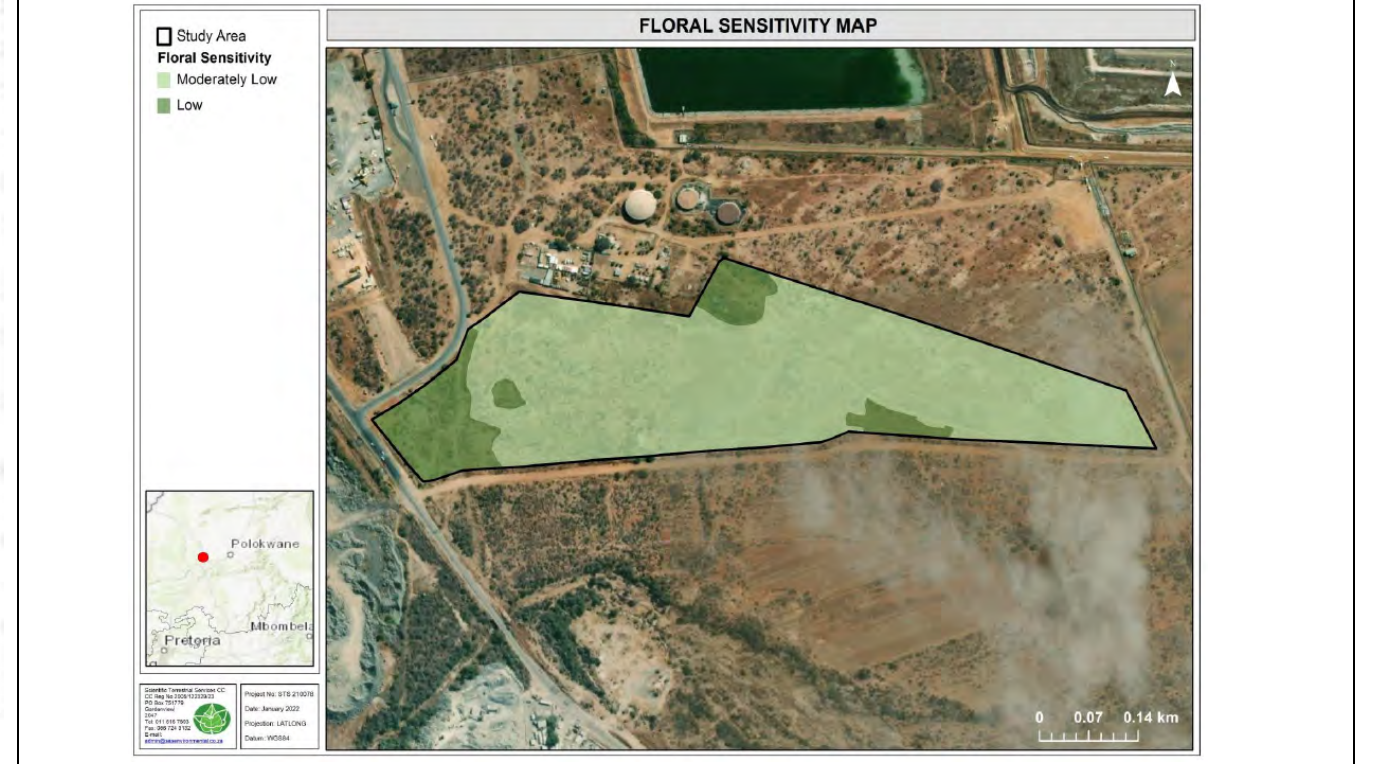 FLORAL SENSITIVITY MAP
Study Area
Floral Sensitivity
Moderately Low
Low
N
Polokwane
Mbombela
Pretoria
Scientific Terrestrial Services CC
PO Box 751779
2047
E-mail:
Project No: STS 210078
Date: January 2022
Projection: LATLONG
Datum: WGS84
0 0.07 0.14 km